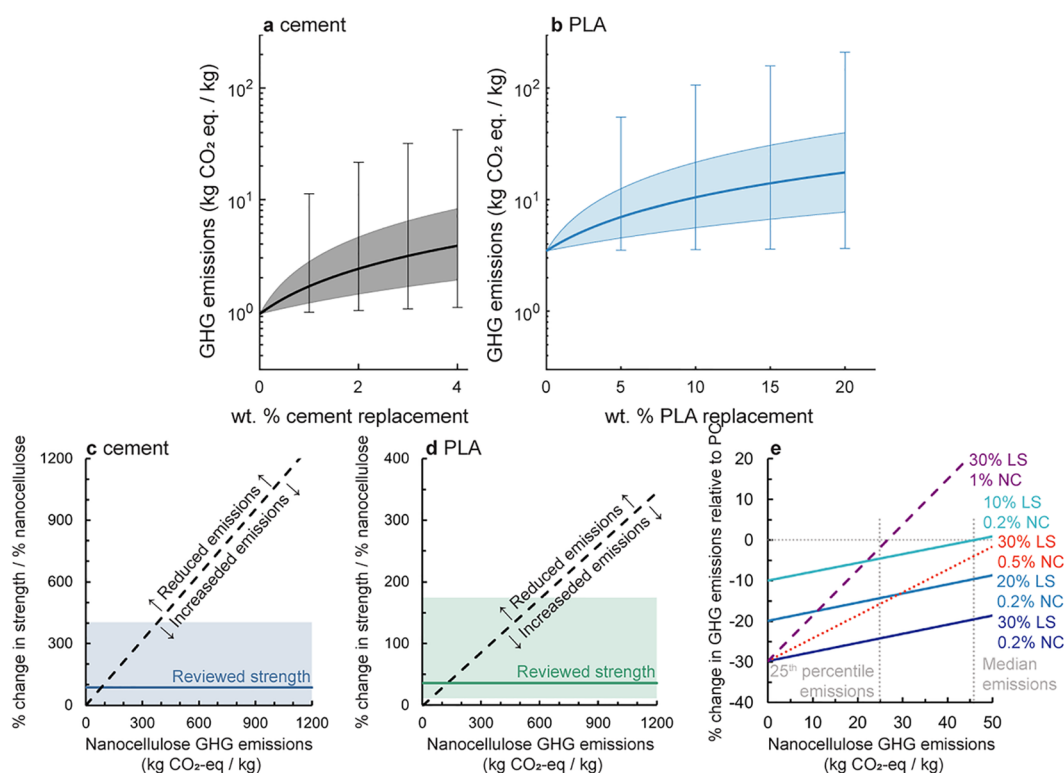 a cement
GHG emissions (kg CO₂ eq. / kg)
10²
10¹
10⁰
0
2
4
wt. % cement replacement
b PLA
GHG emissions (kg CO₂ eq. / kg)
10²
10¹
10⁰
0
5
10
15
20
wt. % PLA replacement
c cement
% change in strength / % nanocellulose
1200
900
600
300
0
↑ Reduced emissions ↑
↓ Increaseded emissions ↓
Reviewed strength
0
300
600
900
1200
Nanocellulose GHG emissions
(kg CO₂-eq / kg)
d PLA
% change in strength / % nanocellulose
400
300
200
100
50
0
↑ Reduced emissions ↑
↓ Increaseded emissions ↓
Reviewed strength
0
300
600
900
1200
Nanocellulose GHG emissions
(kg CO₂-eq / kg)
e
% change in GHG emissions relative to PC
20
10
0
-10
-20
-30
-40
30% LS
1% NC
10% LS
0.2% NC
30% LS
0.5% NC
20% LS
0.2% NC
30% LS
0.2% NC
25th percentile
emissions
Median
emissions
0
10
20
30
40
50
Nanocellulose GHG emissions
(kg CO₂-eq / kg)